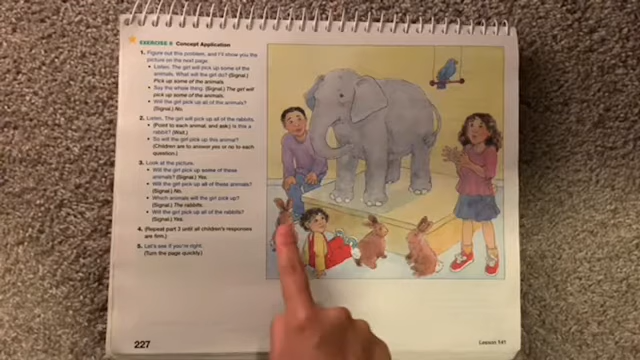 EXERCISE 6 Concept Application
1. Figure out this problem, and I'll show you the
picture on the next page.
• Listen. The girl will pick up some of the
animals. What will the girl do? (Signal.)
Pick up some of the animals.
• Say the whole thing. (Signal.) The girl will
pick up some of the animals.
• Will the girl pick up all of the animals?
(Signal.) No.
2. Listen. The girl will pick up all of the rabbits.
• (Point to each animal, and ask:) Is this a
rabbit? (Wait.)
• So will the girl pick up this animal?
(Children are to answer yes or no to each
question.)
3. Look at the picture.
• Will the girl pick up some of these
animals? (Signal.) Yes.
• Will the girl pick up all of these animals?
(Signal.) No.
• Which animals will the girl pick up?
(Signal.) The rabbits.
• Will the girl pick up all of the rabbits?
(Signal.) Yes.
4. (Repeat part 3 until all children's responses
are firm.)
5. Let's see if you're right.
(Turn the page quickly.)
227
Lesson 141